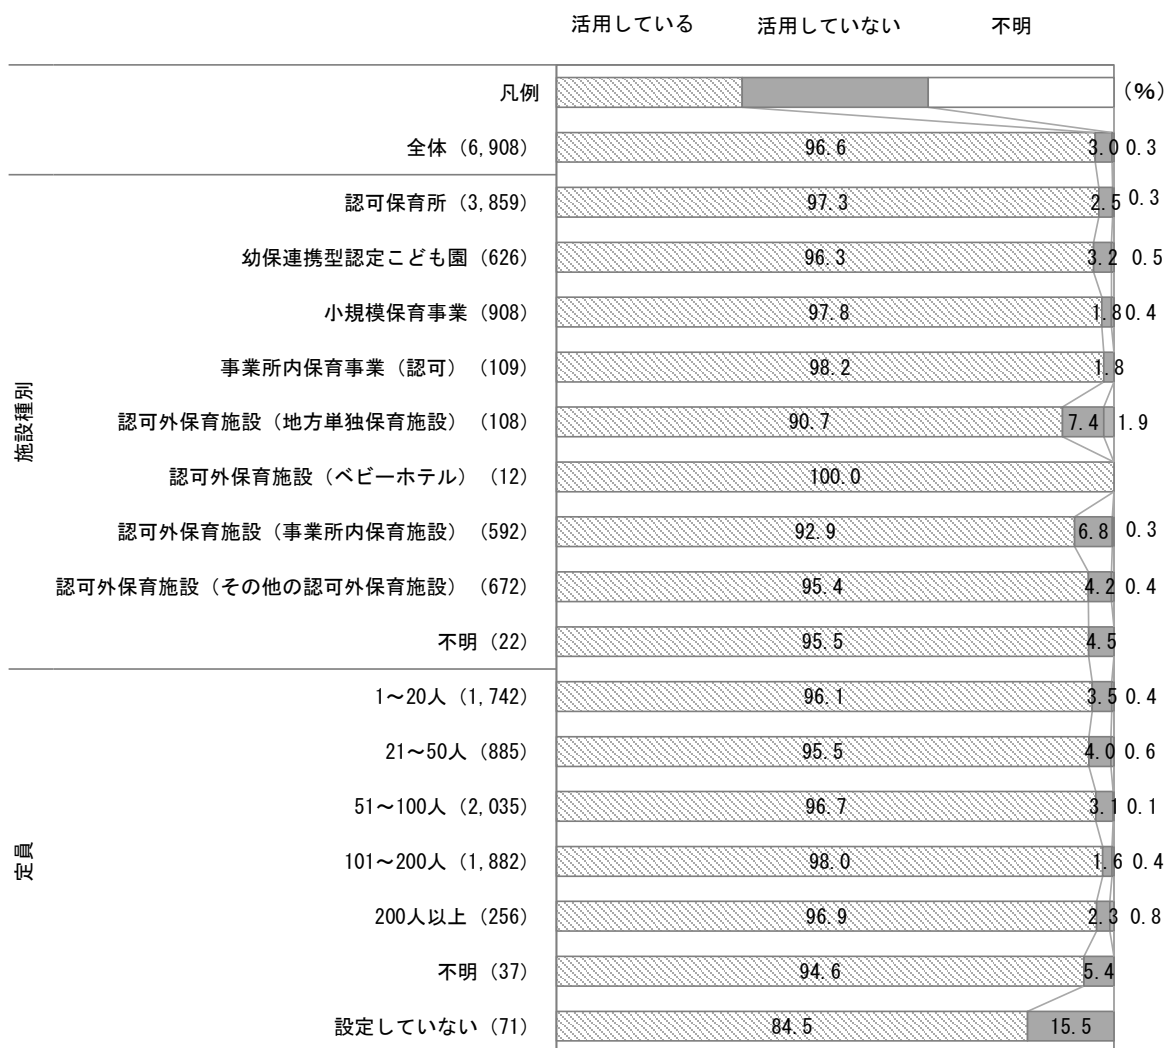 活用している 活用していない 不明
凡例 (%)
全体 (6,908) 96.6 3.0 0.3
施設種別
認可保育所 (3,859) 97.3 2.5 0.3
幼保連携型認定こども園 (626) 96.3 3.2 0.5
小規模保育事業 (908) 97.8 1.8 0.4
事業所内保育事業（認可） (109) 98.2 1.8
認可外保育施設（地方単独保育施設） (108) 90.7 7.4 1.9
認可外保育施設（ベビーホテル） (12) 100.0
認可外保育施設（事業所内保育施設） (592) 92.9 6.8 0.3
認可外保育施設（その他の認可外保育施設） (672) 95.4 4.2 0.4
不明 (22) 95.5 4.5
定員
1～20人 (1,742) 96.1 3.5 0.4
21～50人 (885) 95.5 4.0 0.6
51～100人 (2,035) 96.7 3.1 0.1
101～200人 (1,882) 98.0 1.6 0.4
200人以上 (256) 96.9 2.3 0.8
不明 (37) 94.6 5.4
設定していない (71) 84.5 15.5